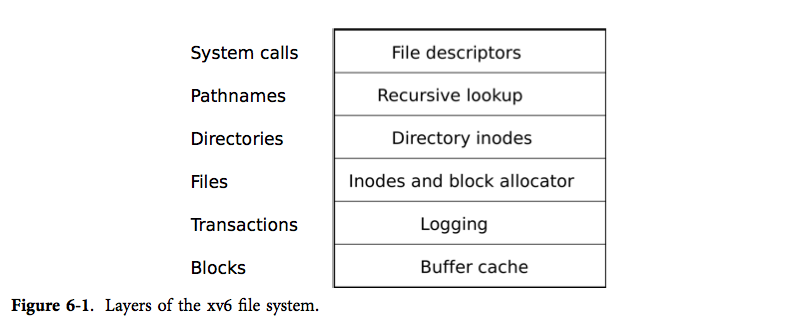 System calls File descriptors
Pathnames Recursive lookup
Directories Directory inodes
Files Inodes and block allocator
Transactions Logging
Blocks Buffer cache
Figure 6-1. Layers of the xv6 file system.